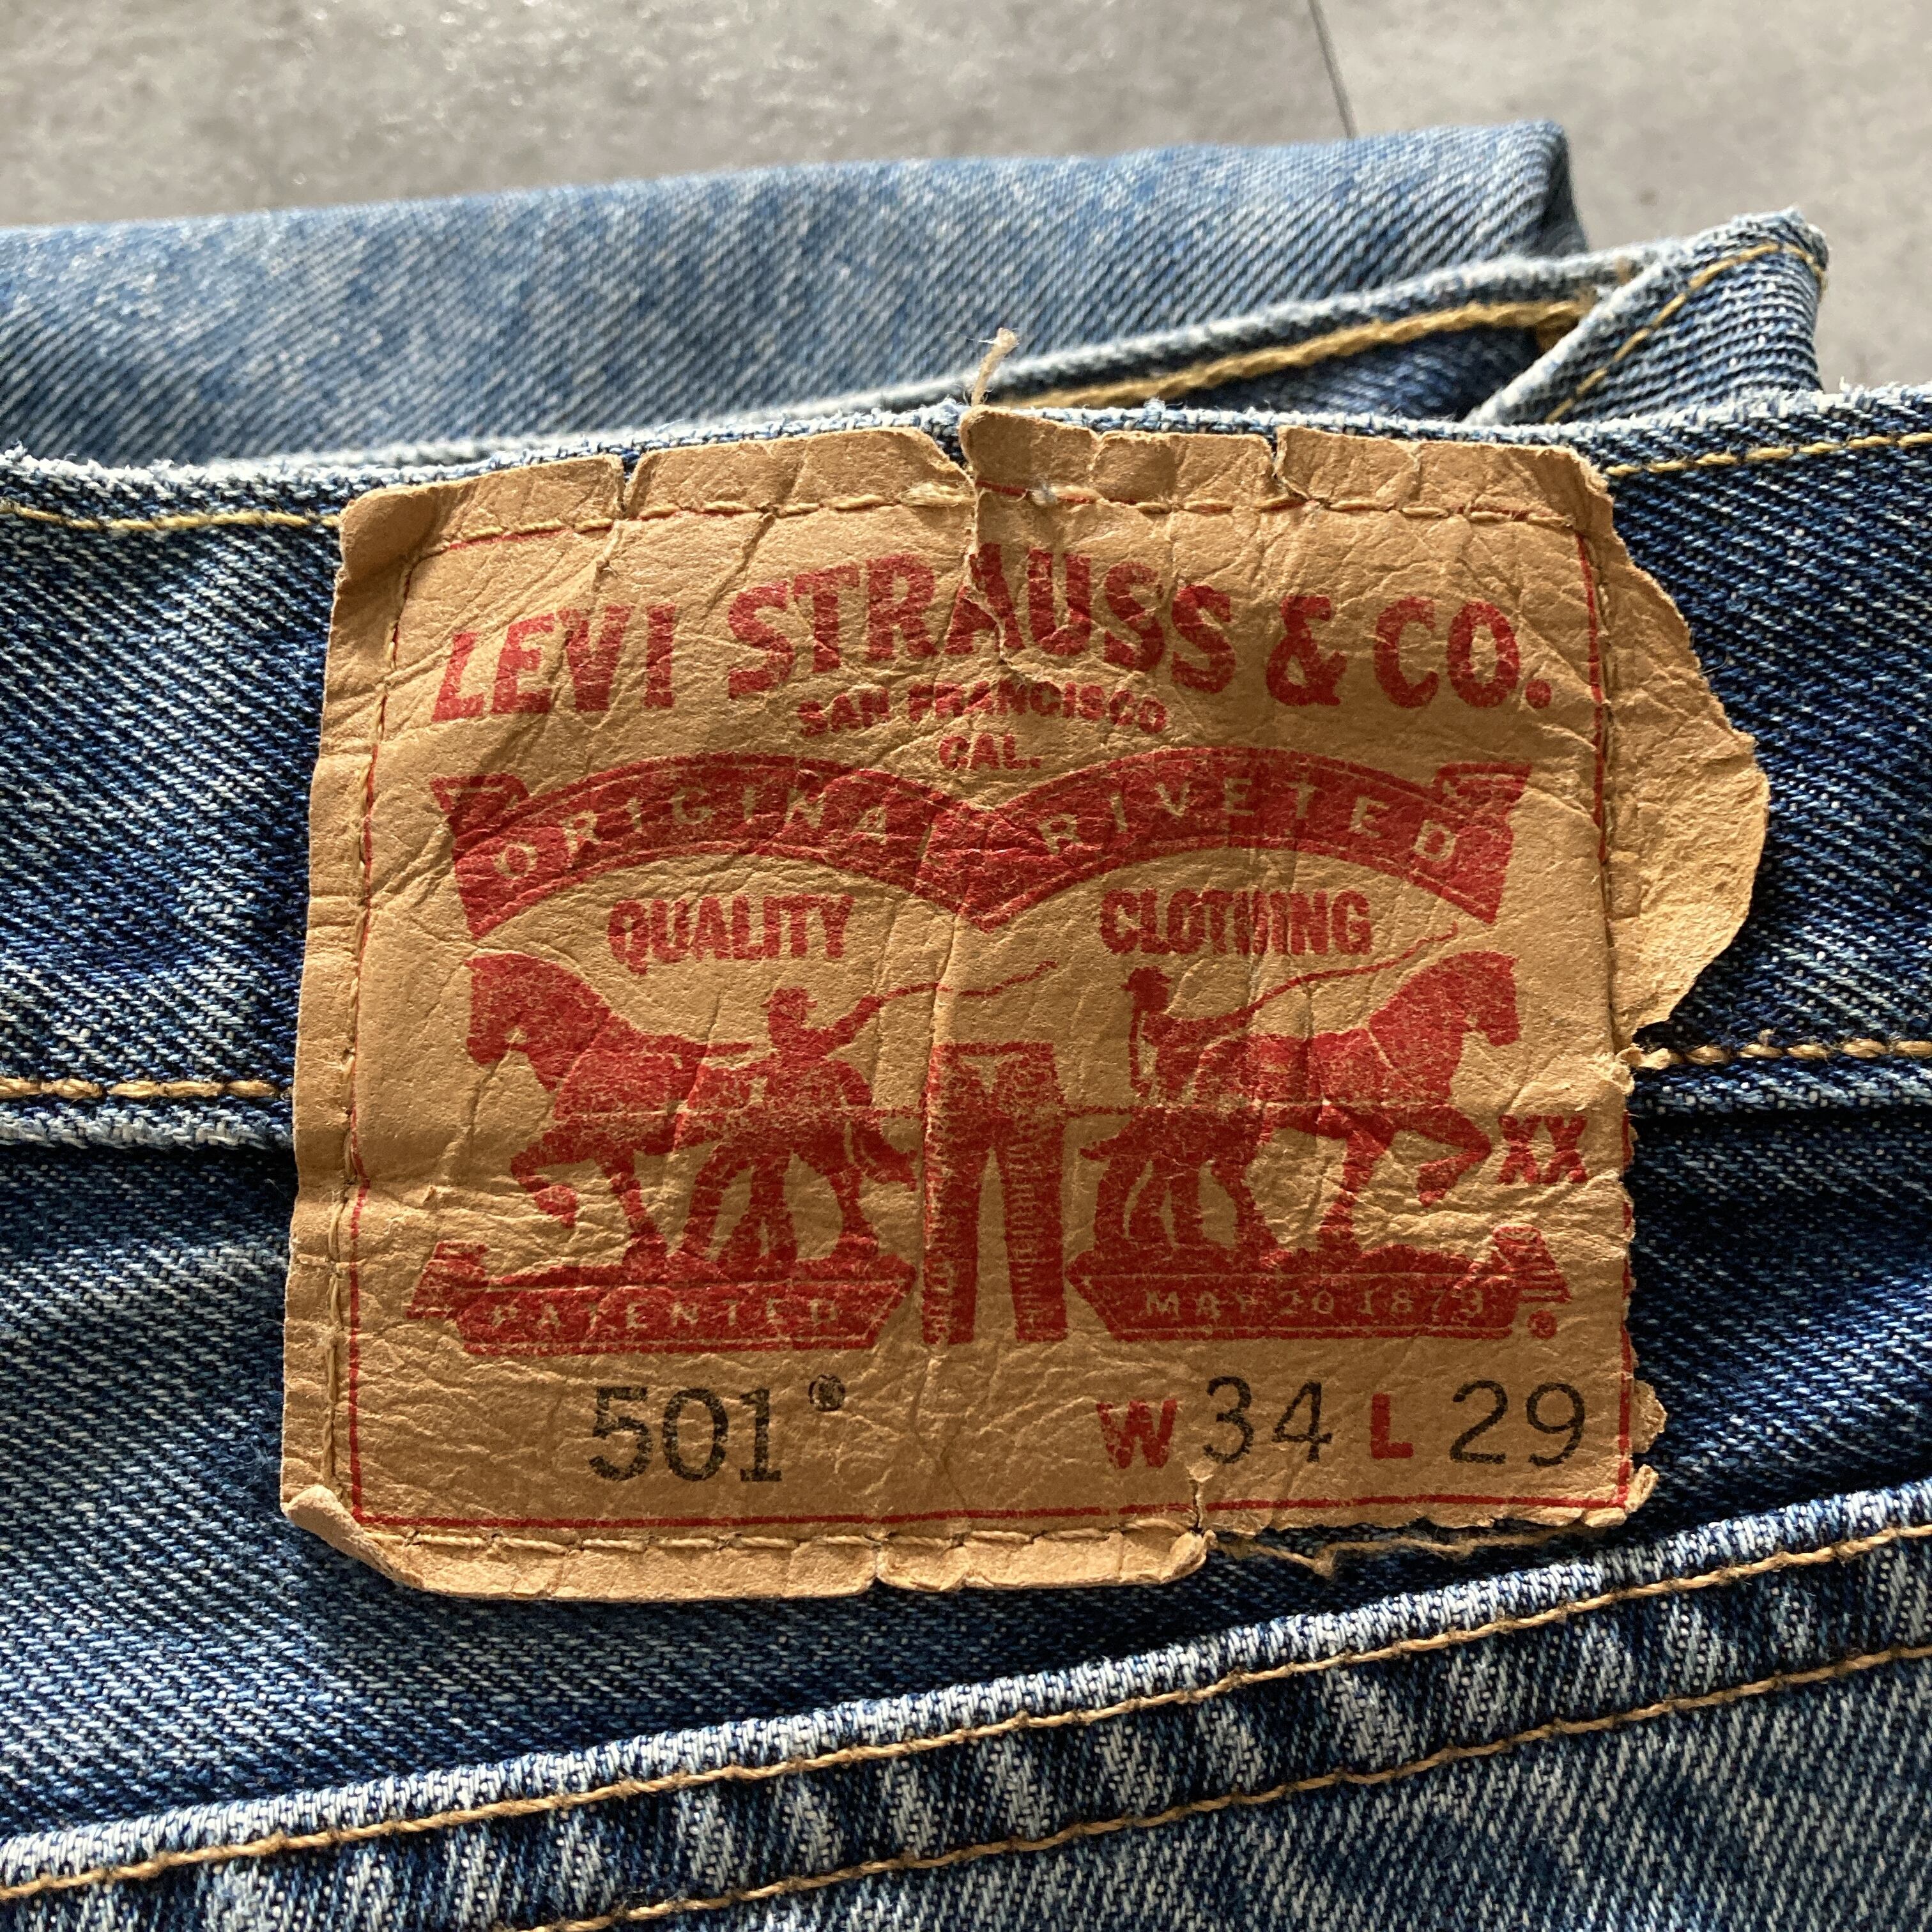 LEVI STRAUSS & CO.
SAN FRANCISCO
CAL.
ORIGINAL RIVETED
QUALITY CLOTHING
XX
PATENTED MAY 20 1873 ®
501® W 34 L 29